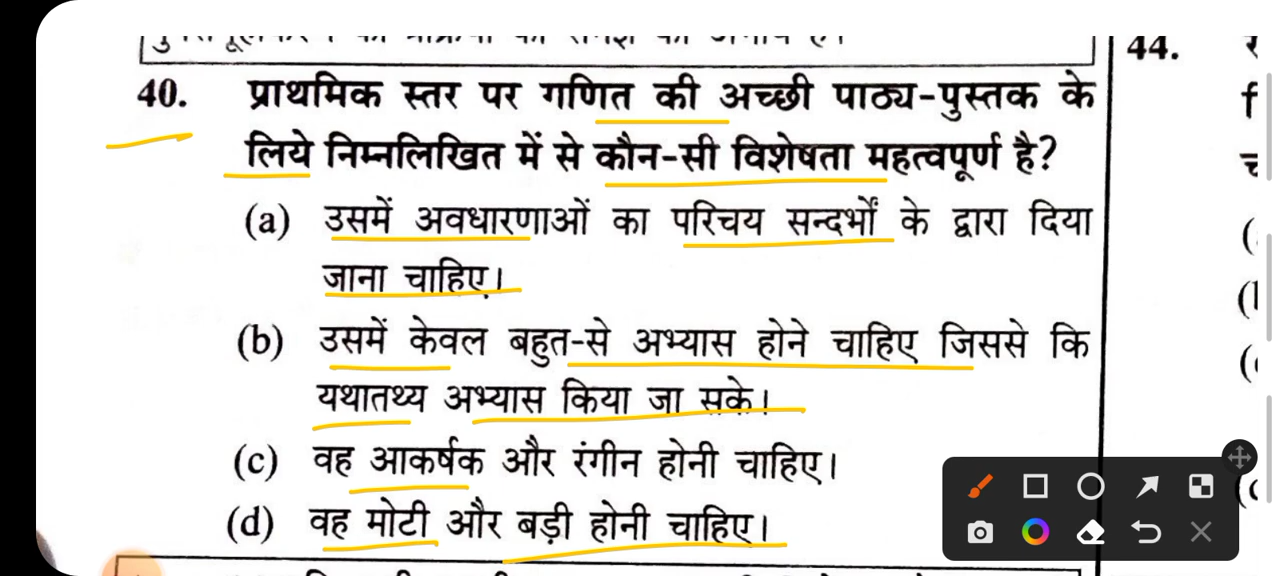 44.
40. प्राथमिक स्तर पर गणित की अच्छी पाठ्य-पुस्तक के
लिये निम्नलिखित में से कौन-सी विशेषता महत्वपूर्ण है?
(a) उसमें अवधारणाओं का परिचय सन्दर्भों के द्वारा दिया
जाना चाहिए।
(b) उसमें केवल बहुत-से अभ्यास होने चाहिए जिससे कि
यथातथ्य अभ्यास किया जा सके।
(c) वह आकर्षक और रंगीन होनी चाहिए।
(d) वह मोटी और बड़ी होनी चाहिए।